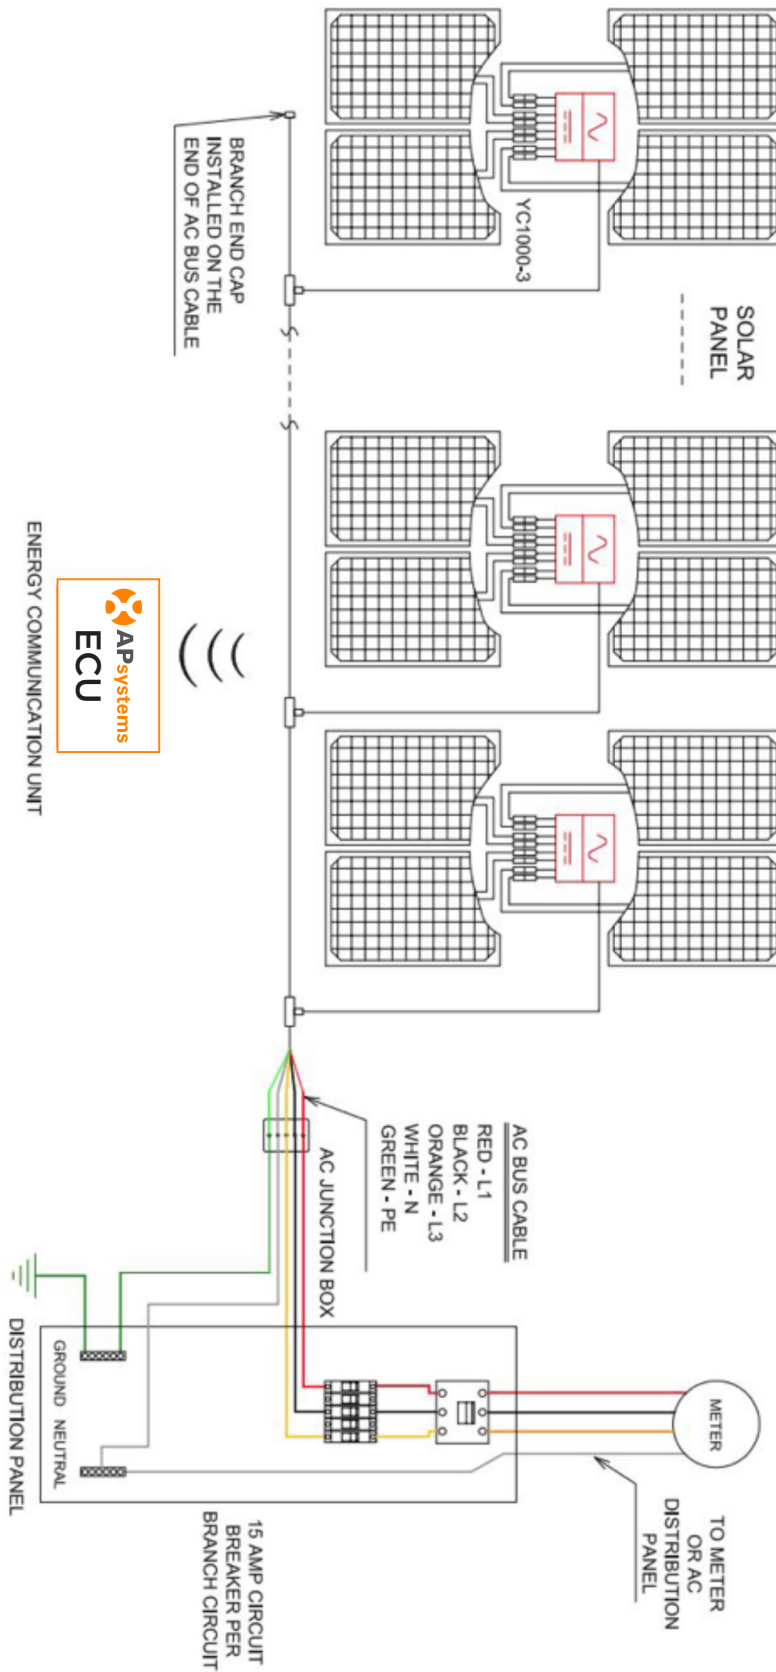 SOLAR
PANEL
YC1000-3
BRANCH END CAP
INSTALLED ON THE
END OF AC BUS CABLE
APsystems
ECU
ENERGY COMMUNICATION UNIT
AC BUS CABLE
RED - L1
BLACK - L2
ORANGE - L3
WHITE - N
GREEN - PE
AC JUNCTION BOX
METER
TO METER
OR AC
DISTRIBUTION
PANEL
GROUND NEUTRAL
DISTRIBUTION PANEL
15 AMP CIRCUIT
BREAKER PER
BRANCH CIRCUIT